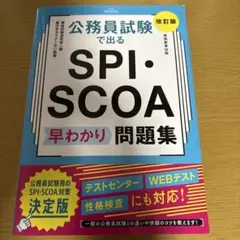 公務員試験
で出る
改訂版
SPI・
SCOA
早わかり 問題集
公務員試験用の
SPI・SCOA対策
決定版
テストセンター WEBテスト
性格検査 にも対応!